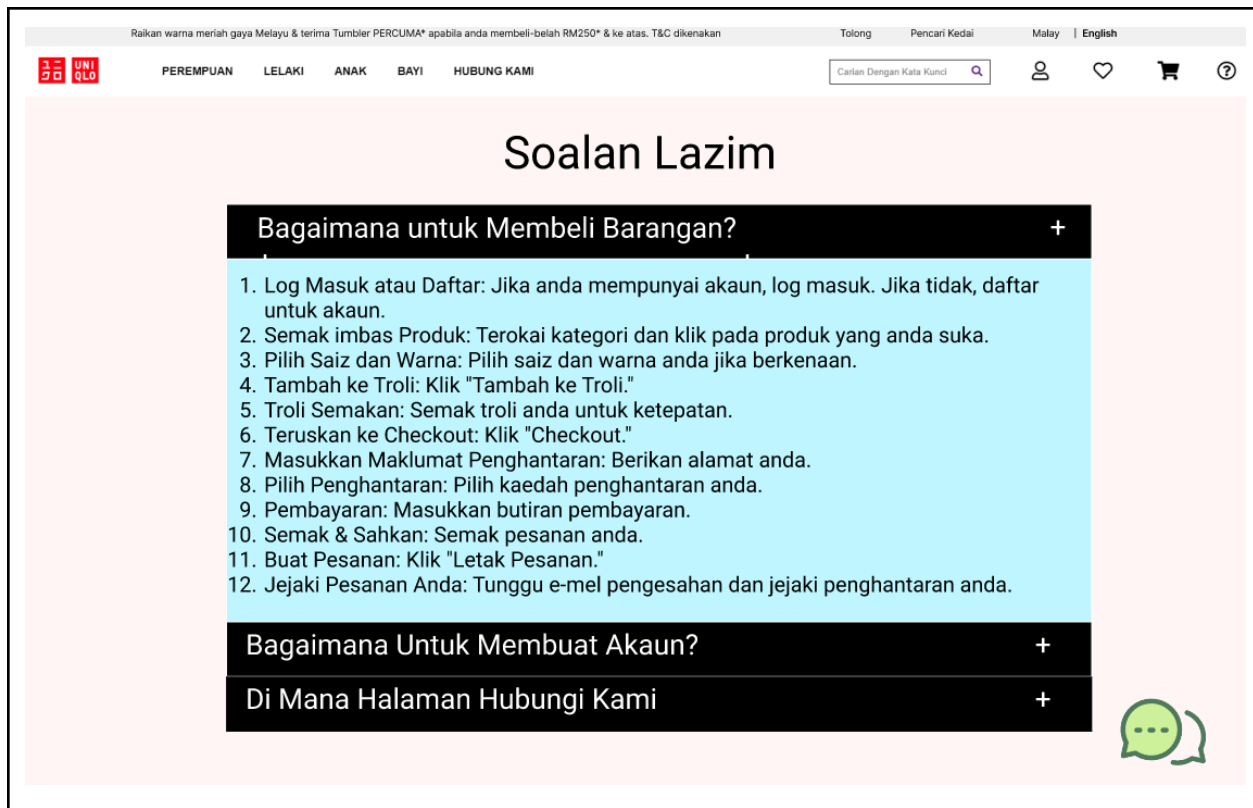 Raikan warna meriah gaya Melayu & terima Tumbler PERCUMA* apabila anda membeli-belah RM250* & ke atas. T&C dikenakan
Tolong
Pencari Kedai
Malay | English
ユニクロ
UNIQLO
PEREMPUAN
LELAKI
ANAK
BAYI
HUBUNG KAMI
Carian Dengan Kata Kunci
Soalan Lazim
Bagaimana untuk Membeli Barangan? +
1. Log Masuk atau Daftar: Jika anda mempunyai akaun, log masuk. Jika tidak, daftar
untuk akaun.
2. Semak imbas Produk: Terokai kategori dan klik pada produk yang anda suka.
3. Pilih Saiz dan Warna: Pilih saiz dan warna anda jika berkenaan.
4. Tambah ke Troli: Klik "Tambah ke Troli."
5. Troli Semakan: Semak troli anda untuk ketepatan.
6. Teruskan ke Checkout: Klik "Checkout."
7. Masukkan Maklumat Penghantaran: Berikan alamat anda.
8. Pilih Penghantaran: Pilih kaedah penghantaran anda.
9. Pembayaran: Masukkan butiran pembayaran.
10. Semak & Sahkan: Semak pesanan anda.
11. Buat Pesanan: Klik "Letak Pesanan."
12. Jejaki Pesanan Anda: Tunggu e-mel pengesahan dan jejaki penghantaran anda.
Bagaimana Untuk Membuat Akaun? +
Di Mana Halaman Hubungi Kami +